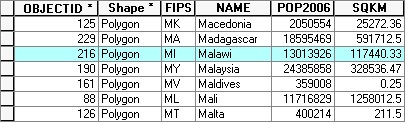 OBJECTID * Shape * FIPS NAME POP2006 SQKM
125 Polygon MK Macedonia 2050554 25272.36
229 Polygon MA Madagascar 18595469 591712.5
216 Polygon MI Malawi 13013926 117440.33
190 Polygon MY Malaysia 24385858 328536.47
161 Polygon MV Maldives 359008 0.25
88 Polygon ML Mali 11716829 1258012.5
126 Polygon MT Malta 400214 211.5